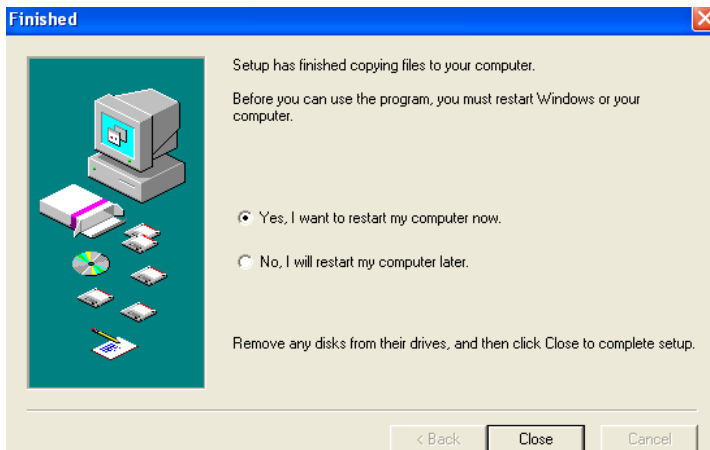 Finished
Setup has finished copying files to your computer.
Before you can use the program, you must restart Windows or your
computer.
Yes, I want to restart my computer now.
No, I will restart my computer later.
Remove any disks from their drives, and then click Close to complete setup.
< Back
Close
Cancel